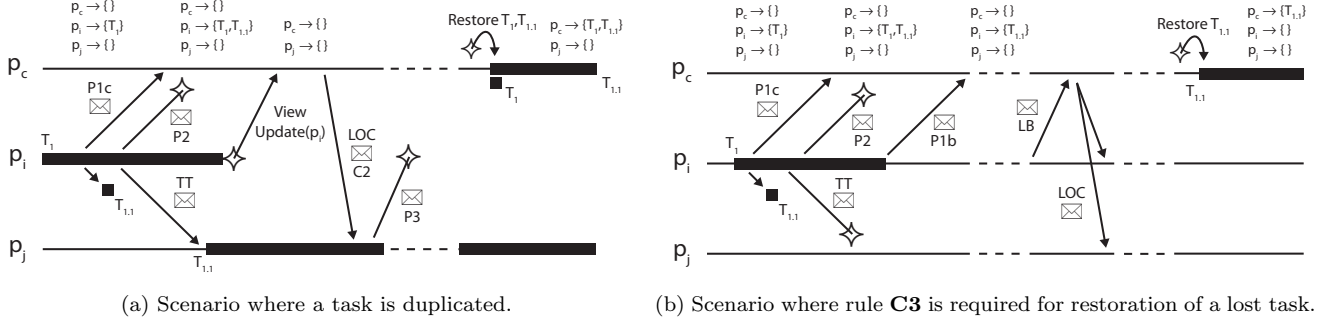 p_c → { }
p_i → {T_1}
p_j → { }
p_c → { }
p_i → {T_1,T_1.1}
p_j → { }
p_c → { }
p_j → { }
Restore T_1,T_1.1
p_c → {T_1,T_1.1}
p_j → { }
p_c
T_1
T_1.1
P1c
P2
View
Update(p_i)
LOC
C2
P3
T_1
p_i
TT
T_1.1
p_j
T_1.1
(a) Scenario where a task is duplicated.
p_c → { }
p_i → {T_1}
p_j → { }
p_c → { }
p_i → {T_1,T_1.1}
p_j → { }
p_c → { }
p_i → {T_1.1}
p_j → { }
Restore T_1.1
p_c → {T_1.1}
p_i → { }
p_j → { }
p_c
T_1.1
P1c
P2
P1b
LB
T_1
p_i
TT
T_1.1
LOC
p_j
(b) Scenario where rule C3 is required for restoration of a lost task.